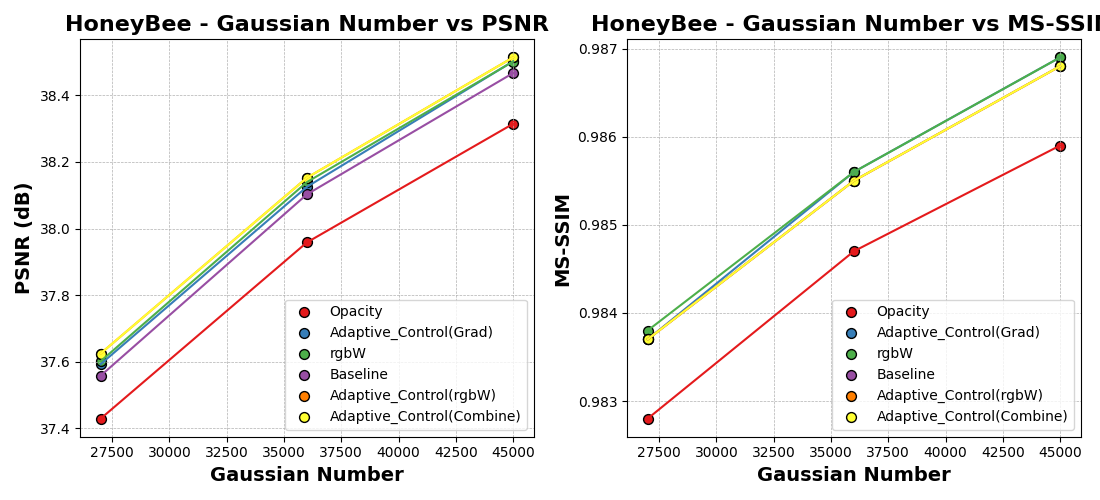 HoneyBee - Gaussian Number vs PSNR
38.4
38.2
38.0
37.8
37.6
37.4
PSNR (dB)
Opacity
Adaptive_Control(Grad)
rgbW
Baseline
Adaptive_Control(rgbW)
Adaptive_Control(Combine)
27500 30000 32500 35000 37500 40000 42500 45000
Gaussian Number
HoneyBee - Gaussian Number vs MS-SSI
0.987
0.986
0.985
0.984
0.983
MS-SSIM
Opacity
Adaptive_Control(Grad)
rgbW
Baseline
Adaptive_Control(rgbW)
Adaptive_Control(Combine)
27500 30000 32500 35000 37500 40000 42500 45000
Gaussian Number